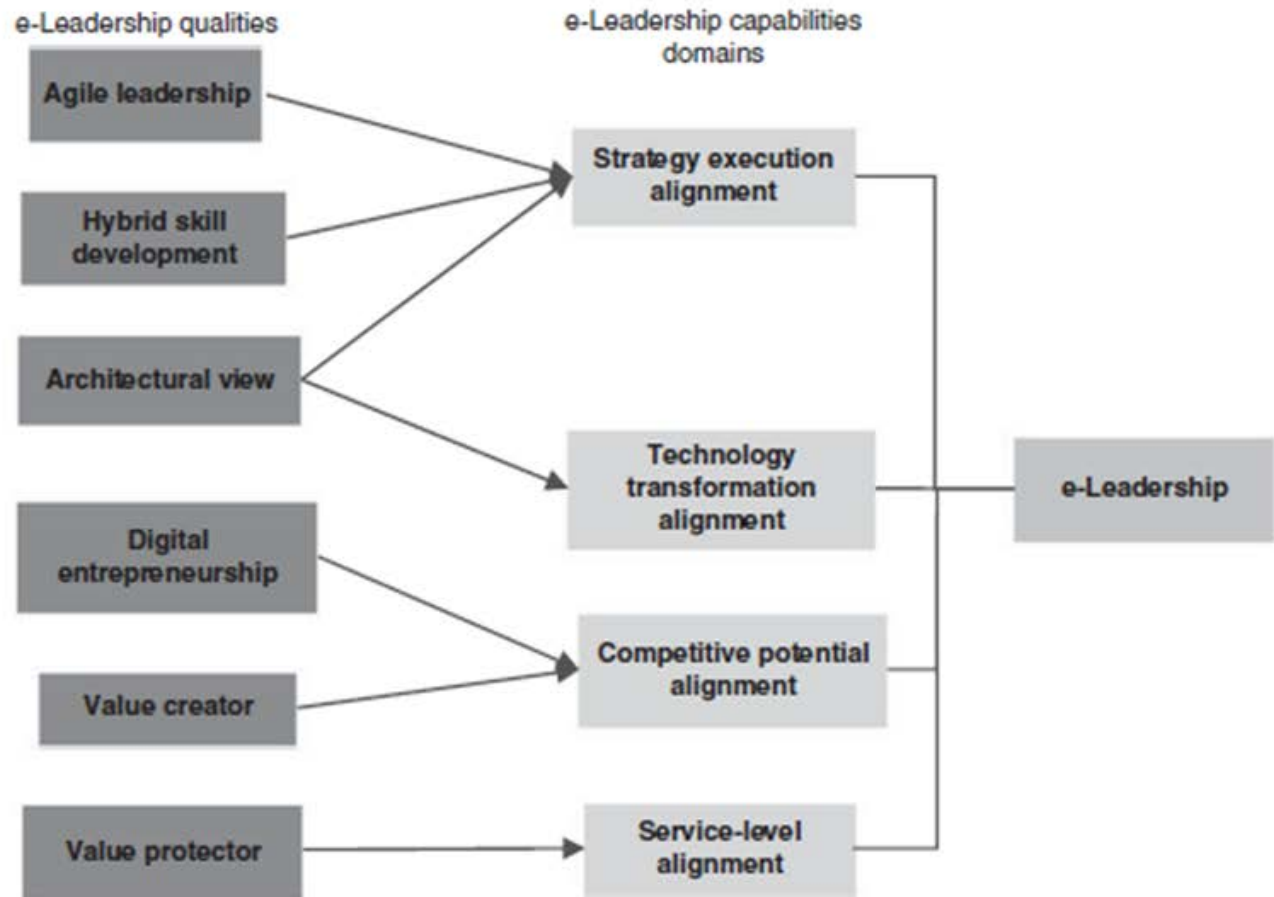 e-Leadership qualities
e-Leadership capabilities
domains
Agile leadership
Strategy execution
alignment
Hybrid skill
development
Architectural view
Technology
transformation
alignment
e-Leadership
Digital
entrepreneurship
Competitive potential
alignment
Value creator
Service-level
alignment
Value protector